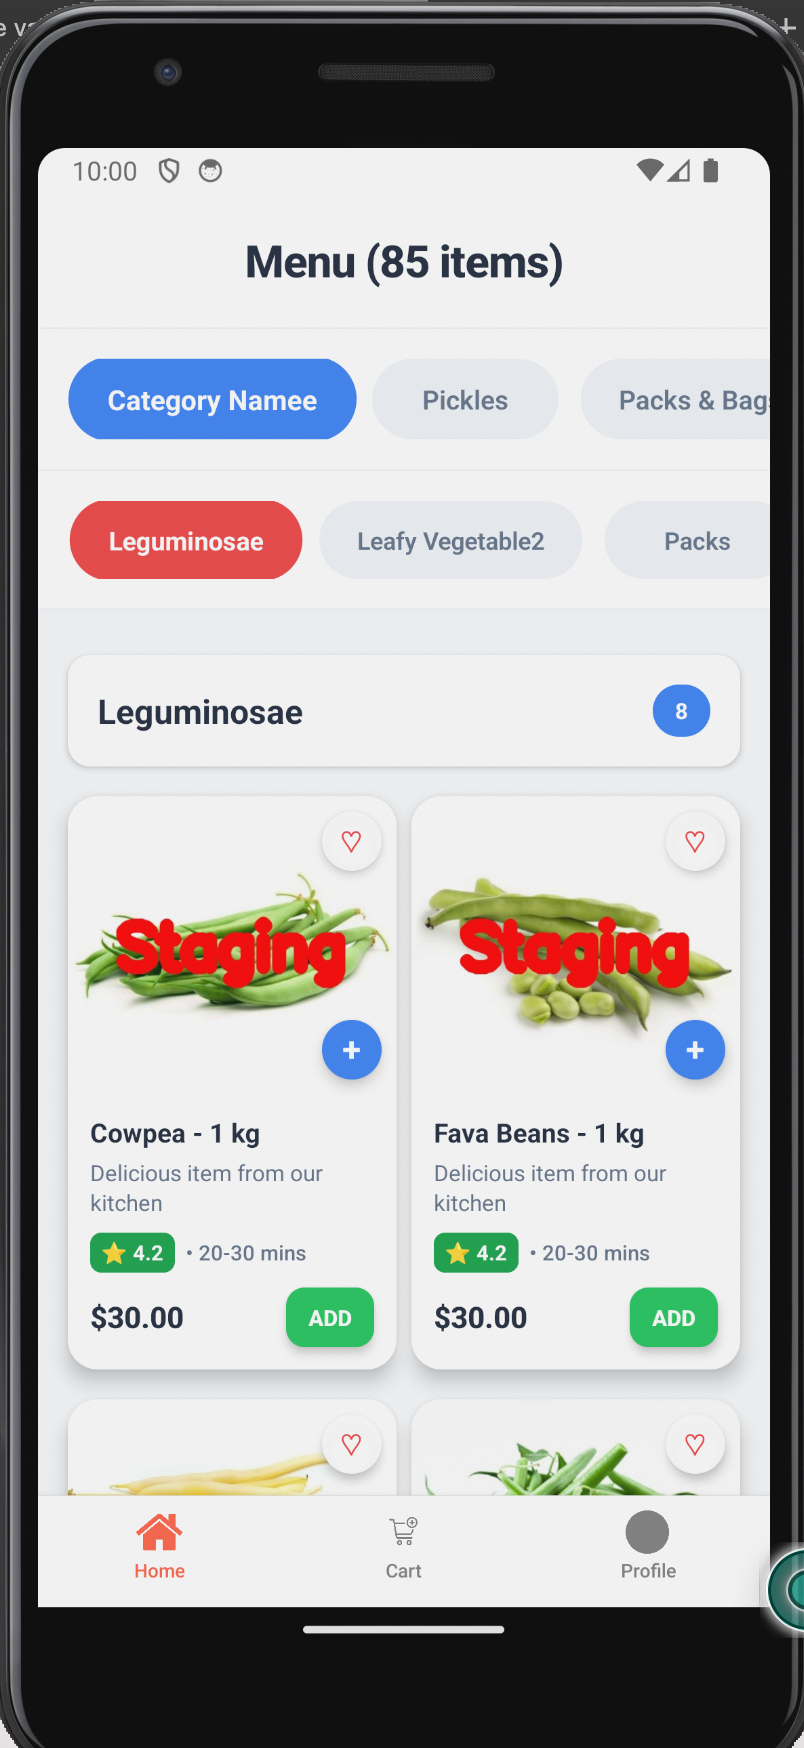 e va
10:00
Menu (85 items)
Category Namee
Pickles
Packs & Bags
Leguminosae
Leafy Vegetable2
Packs
Leguminosae
8
Staging
Staging
+
+
Cowpea - 1 kg
Delicious item from our
kitchen
4.2 • 20-30 mins
$30.00
ADD
Fava Beans - 1 kg
Delicious item from our
kitchen
4.2 • 20-30 mins
$30.00
ADD
Home
Cart
Profile